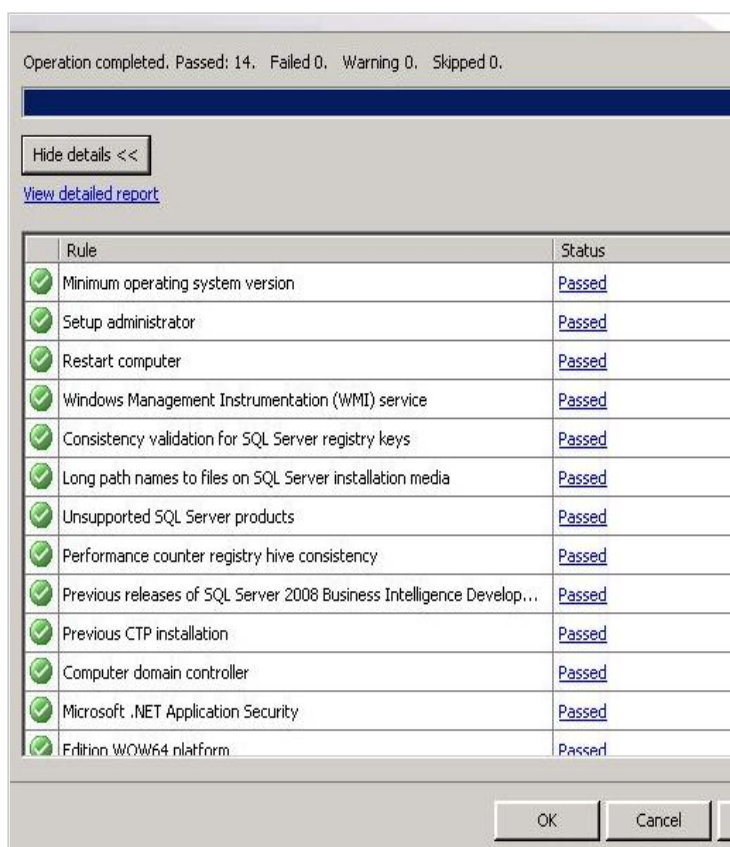 Operation completed. Passed: 14. Failed 0. Warning 0. Skipped 0.
Hide details <<
View detailed report
Rule Status
Minimum operating system version Passed
Setup administrator Passed
Restart computer Passed
Windows Management Instrumentation (WMI) service Passed
Consistency validation for SQL Server registry keys Passed
Long path names to files on SQL Server installation media Passed
Unsupported SQL Server products Passed
Performance counter registry hive consistency Passed
Previous releases of SQL Server 2008 Business Intelligence Develop... Passed
Previous CTP installation Passed
Computer domain controller Passed
Microsoft .NET Application Security Passed
Edition WOW64 platform Passed
OK Cancel